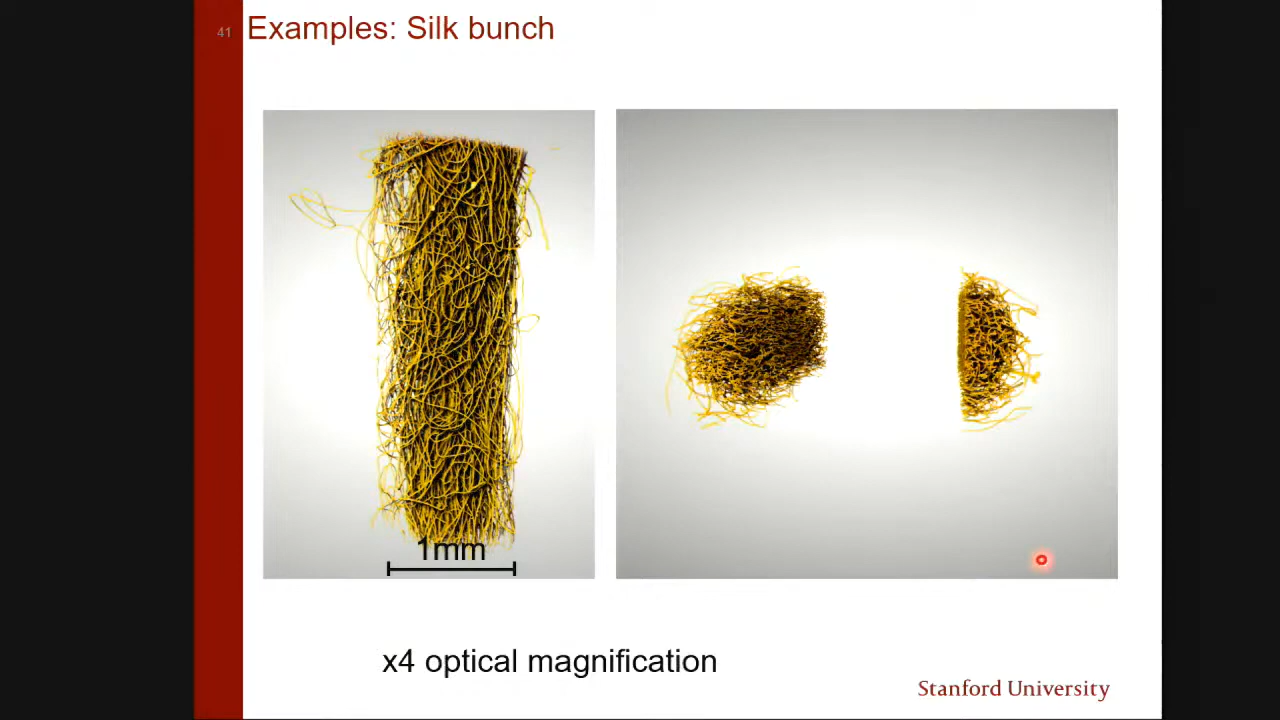 41
Examples: Silk bunch
1mm
x4 optical magnification
Stanford University